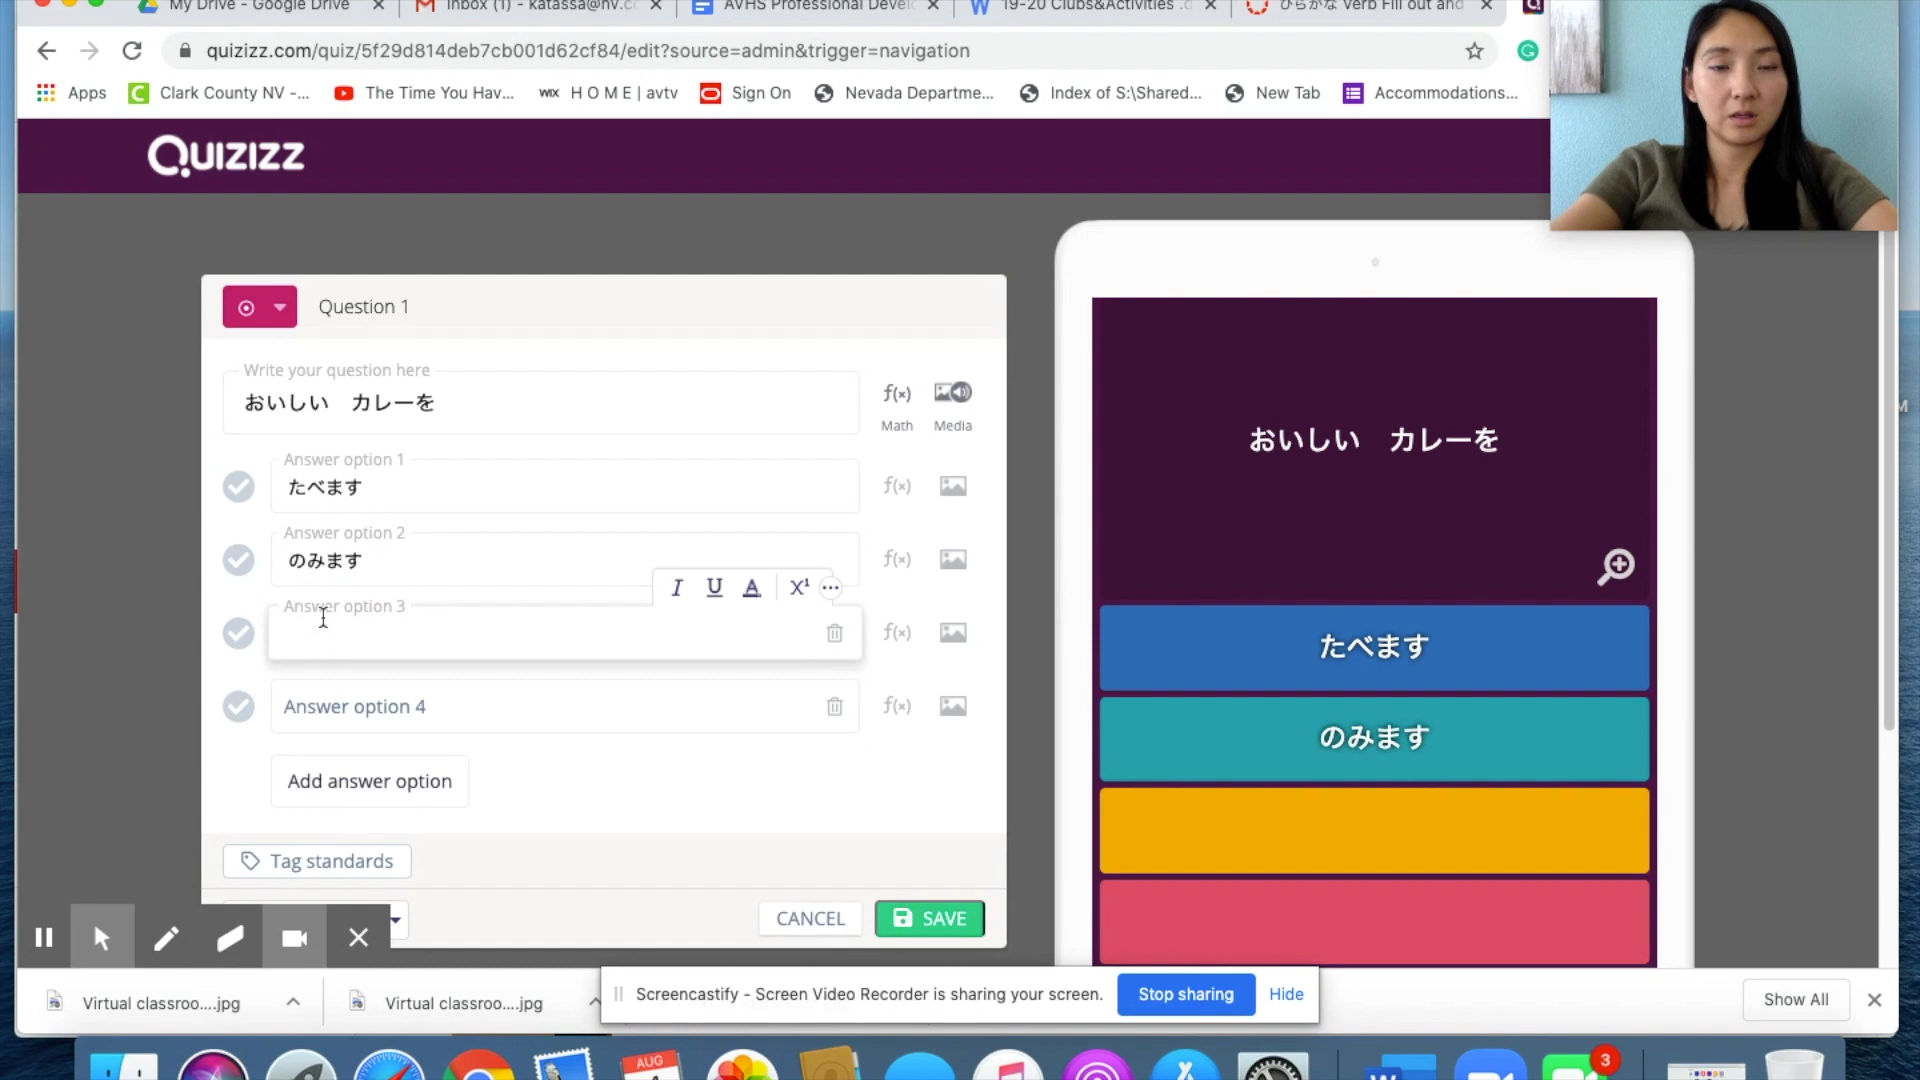 My Drive - Google Drive
Inbox (1) - katassa@nv.c
AVHS Professional Devel
19-20 Clubs&Activities .d
ひらがな Verb Fill out and
quizizz.com/quiz/5f29d814deb7cb001d62cf84/edit?source=admin&trigger=navigation
Apps
Clark County NV -...
The Time You Hav...
WIX H O M E | avtv
Sign On
Nevada Departme...
Index of S:\Shared...
New Tab
Accommodations...
QUIZIZZ
Question 1
Write your question here
おいしい　カレーを
f(x)
Math
Media
Answer option 1
たべます
f(x)
Answer option 2
のみます
f(x)
I U A X¹ ...
Answer option 3
f(x)
Answer option 4
f(x)
Add answer option
Tag standards
CANCEL
SAVE
おいしい　カレーを
たべます
のみます
Virtual classroo....jpg
Virtual classroo....jpg
Screencastify - Screen Video Recorder is sharing your screen.
Stop sharing
Hide
Show All
AUG
3